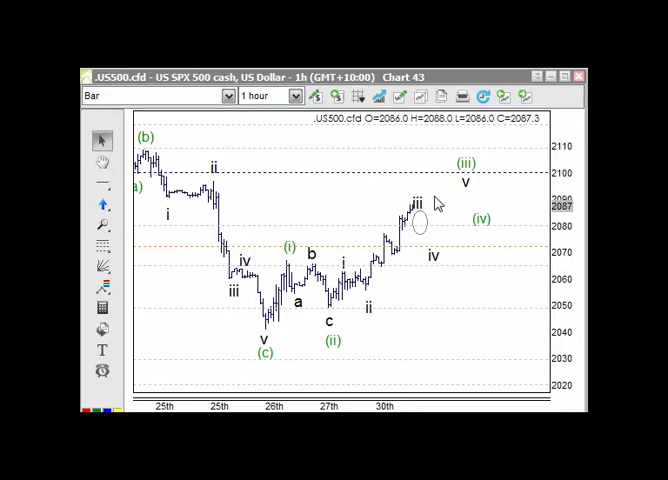 .US500.cfd - US SPX 500 cash, US Dollar - 1h (GMT+10:00) Chart 43
Bar
1 hour
.US500.cfd O=2086.0 H=2088.0 L=2086.0 C=2087.3
(b)
2110
ii
(iii)
2100
a)
v
i
iii
2090
2087
(iv)
2080
(i)
b
2070
iv
i
iv
2060
iii
a
ii
2050
c
v
(ii)
2040
(c)
2030
2020
25th
25th
26th
27th
30th
T